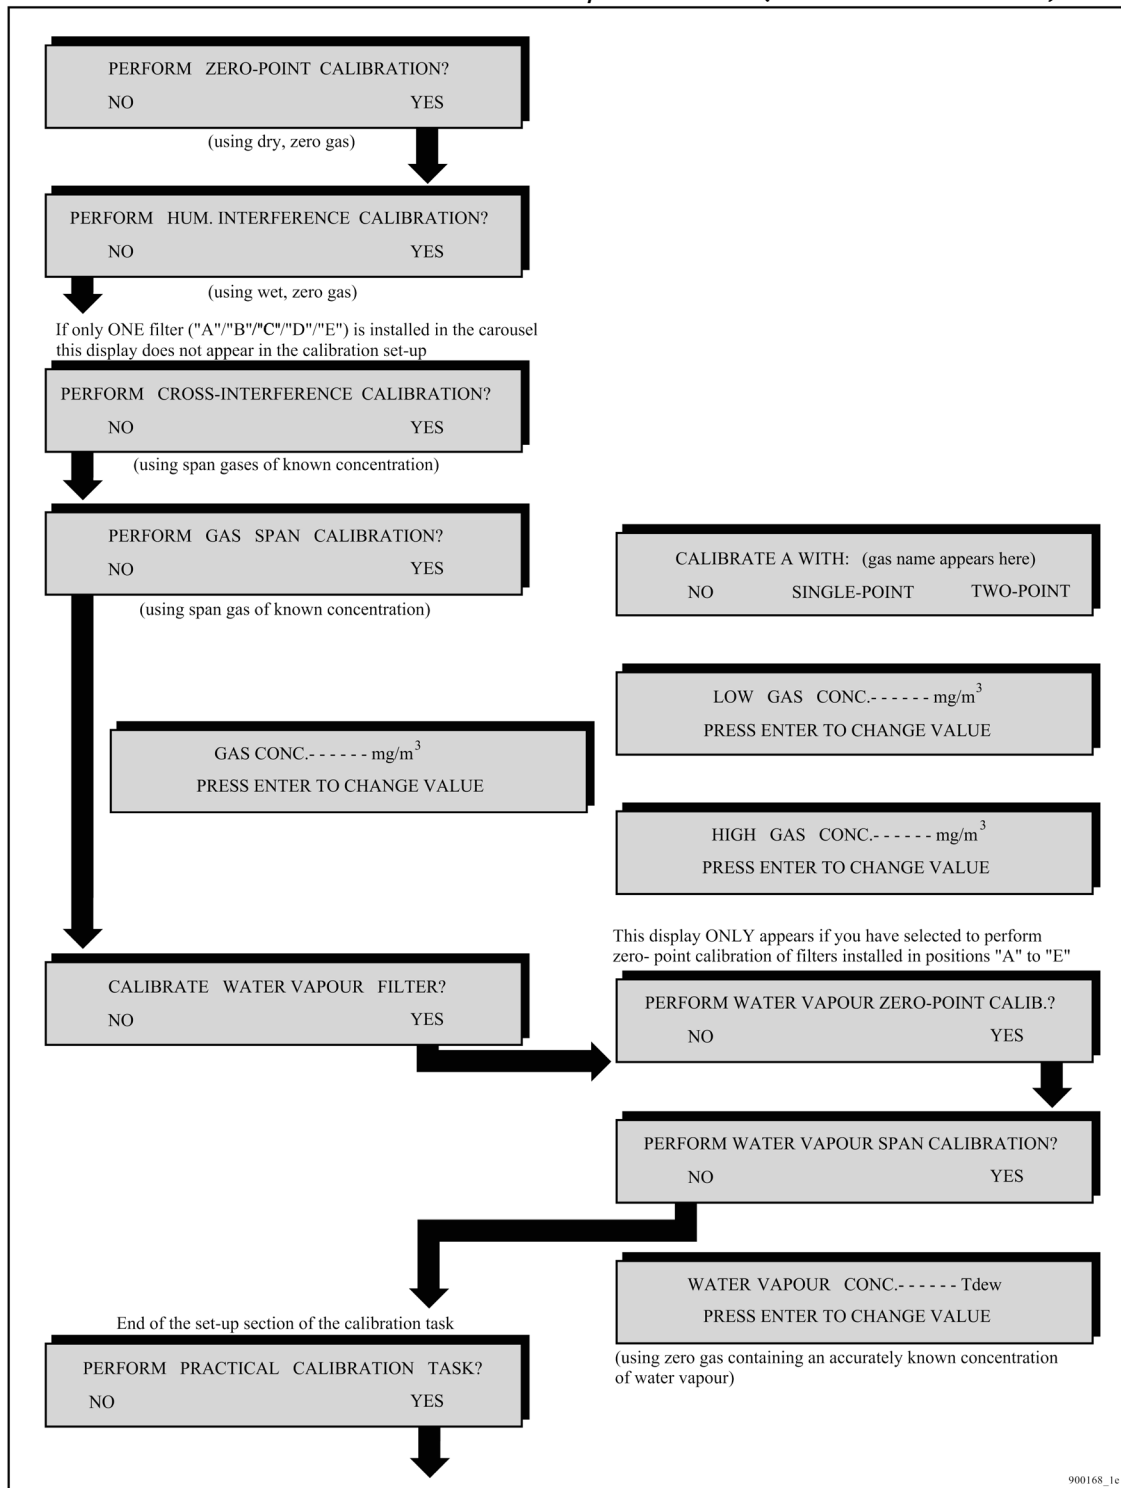 PERFORM ZERO-POINT CALIBRATION?
NO YES
(using dry, zero gas)
PERFORM HUM. INTERFERENCE CALIBRATION?
NO YES
(using wet, zero gas)
If only ONE filter ("A"/"B"/"C"/"D"/"E") is installed in the carousel
this display does not appear in the calibration set-up
PERFORM CROSS-INTERFERENCE CALIBRATION?
NO YES
(using span gases of known concentration)
PERFORM GAS SPAN CALIBRATION?
NO YES
(using span gas of known concentration)
CALIBRATE A WITH: (gas name appears here)
NO SINGLE-POINT TWO-POINT
LOW GAS CONC.- - - - - - mg/m³
PRESS ENTER TO CHANGE VALUE
GAS CONC.- - - - - - mg/m³
PRESS ENTER TO CHANGE VALUE
HIGH GAS CONC.- - - - - - mg/m³
PRESS ENTER TO CHANGE VALUE
CALIBRATE WATER VAPOUR FILTER?
NO YES
This display ONLY appears if you have selected to perform
zero- point calibration of filters installed in positions "A" to "E"
PERFORM WATER VAPOUR ZERO-POINT CALIB.?
NO YES
PERFORM WATER VAPOUR SPAN CALIBRATION?
NO YES
WATER VAPOUR CONC.- - - - - - Tdew
PRESS ENTER TO CHANGE VALUE
(using zero gas containing an accurately known concentration
of water vapour)
End of the set-up section of the calibration task
PERFORM PRACTICAL CALIBRATION TASK?
NO YES
900168_1e